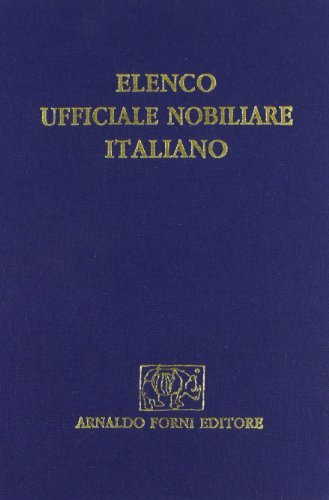 ELENCO
UFFICIALE NOBILIARE
ITALIANO
ARNALDO FORNI EDITORE